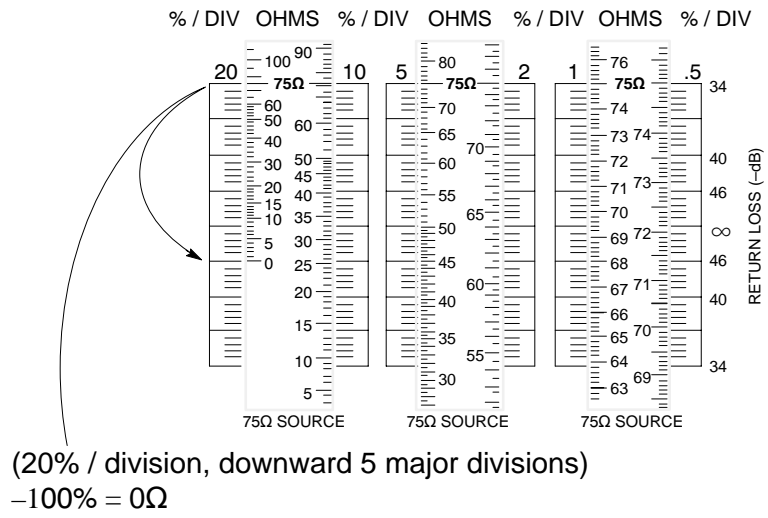 % / DIV OHMS % / DIV OHMS % / DIV OHMS % / DIV
90
100 80 76
20 10 5 2 1 .5
75Ω 75Ω 75Ω 34
60 70 74
50 60
65 73 74
40 70
30 50 60 72 40
45
20 40 55 71 73 46
15
10 35 65 70
50 72 ∞
5 30 69
0 25 45 68 46
60 71
20 40 67 40
66
15 35 65 70
10 55 64 34
30 69
5 63
RETURN LOSS (–dB)
75Ω SOURCE 75Ω SOURCE 75Ω SOURCE
(20% / division, downward 5 major divisions)
–100% = 0Ω